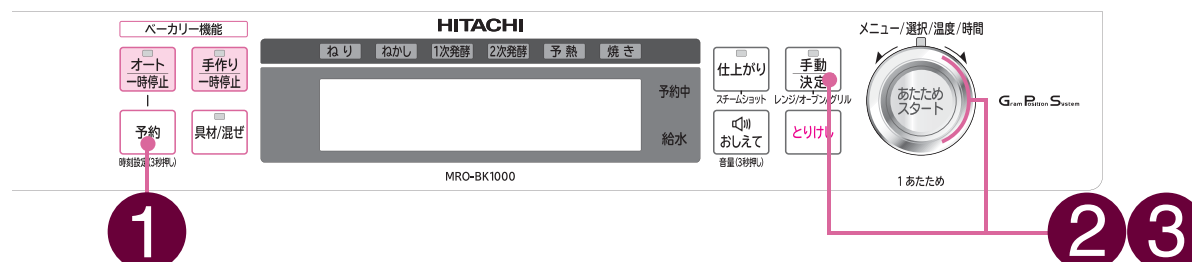 ベーカリー機能
HITACHI
メニュー/選択/温度/時間
ねり ねかし 1次発酵 2次発酵 予熱 焼き
オート
一時停止
手作り
一時停止
仕上がり
スチームショット
手動
決定
レンジ/オーブン/グリル
あたため
スタート
Gram Position System
予約中
予約
時刻設定(3秒押し)
具材/混ぜ
給水
おしえて
音量(3秒押し)
とりけし
MRO-BK1000
1 あたため
1
2 3